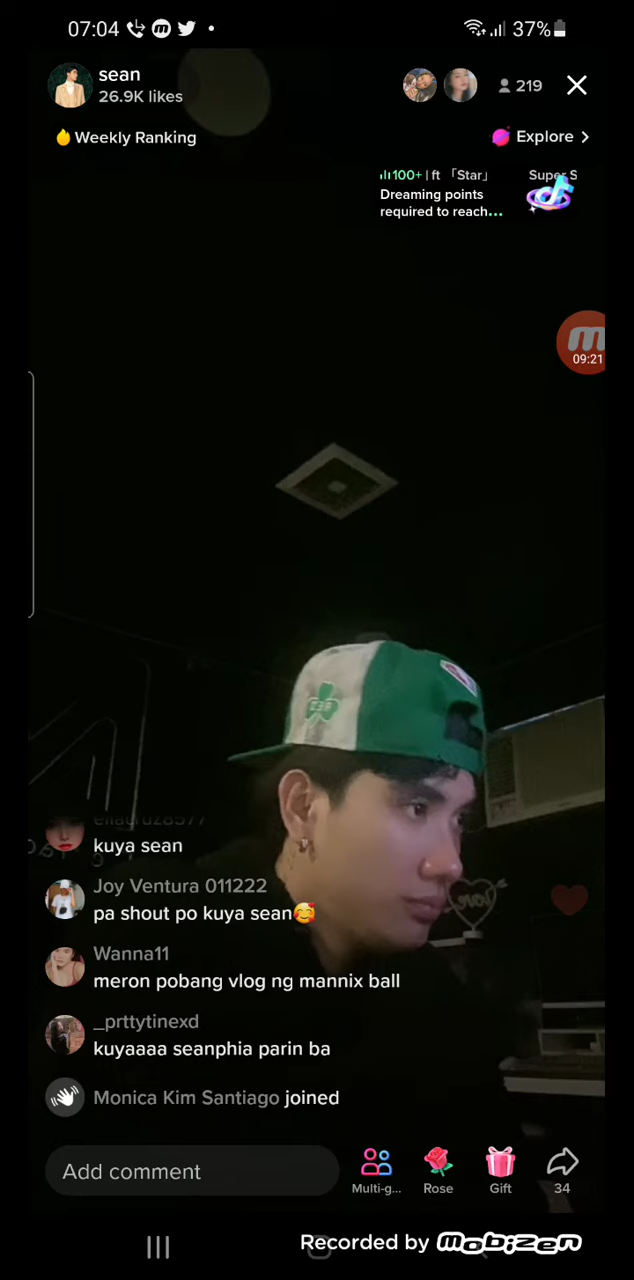 07:04
37%
sean
26.9K likes
219
Weekly Ranking
Explore >
100+ | ft 「Star」
Super S
Dreaming points
required to reach...
09:21
kuya sean
Joy Ventura 011222
pa shout po kuya sean🥰
Wanna11
meron pobang vlog ng mannix ball
_prttytinexd
kuyaaaa seanphia parin ba
Monica Kim Santiago joined
Add comment
Multi-g...
Rose
Gift
34
Recorded by mobizen